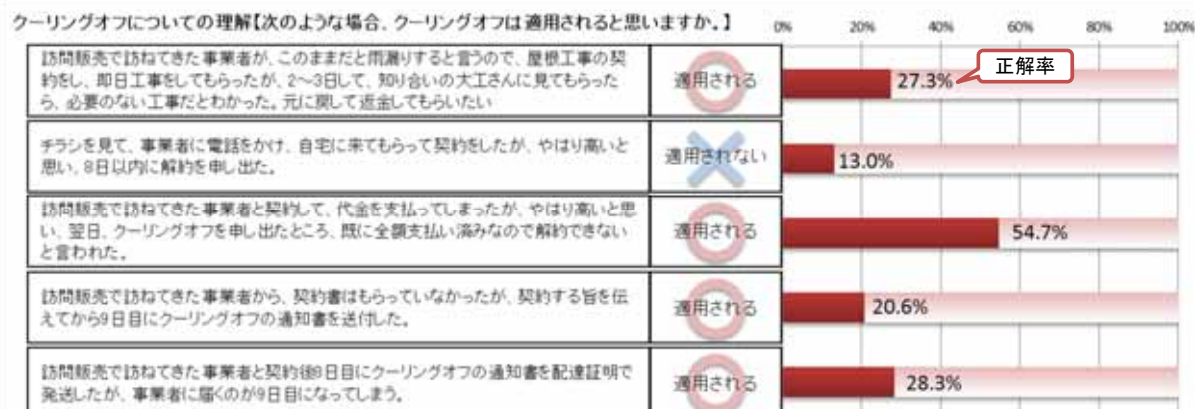 クーリングオフについての理解【次のような場合、クーリングオフは適用されると思いますか。】
0% 20% 40% 60% 80% 100%
訪問販売で訪ねてきた事業者が、このままだと雨漏りすると言うので、屋根工事の契
約をし、即日工事をしてもらったが、2～3日して、知り合いの大工さんに見てもらった
ら、必要のない工事だとわかった。元に戻して返金してもらいたい
適用される
27.3%
正解率
チラシを見て、事業者に電話をかけ、自宅に来てもらって契約をしたが、やはり高いと
思い、8日以内に解約を申し出た。
適用されない
13.0%
訪問販売で訪ねてきた事業者と契約して、代金を支払ってしまったが、やはり高いと思
い、翌日、クーリングオフを申し出たところ、既に全額支払い済みなので解約できない
と言われた。
適用される
54.7%
訪問販売で訪ねてきた事業者から、契約書はもらっていなかったが、契約する旨を伝
えてから9日目にクーリングオフの通知書を送付した。
適用される
20.6%
訪問販売で訪ねてきた事業者と契約後8日目にクーリングオフの通知書を配達証明で
発送したが、事業者に届くのが9日目になってしまう。
適用される
28.3%